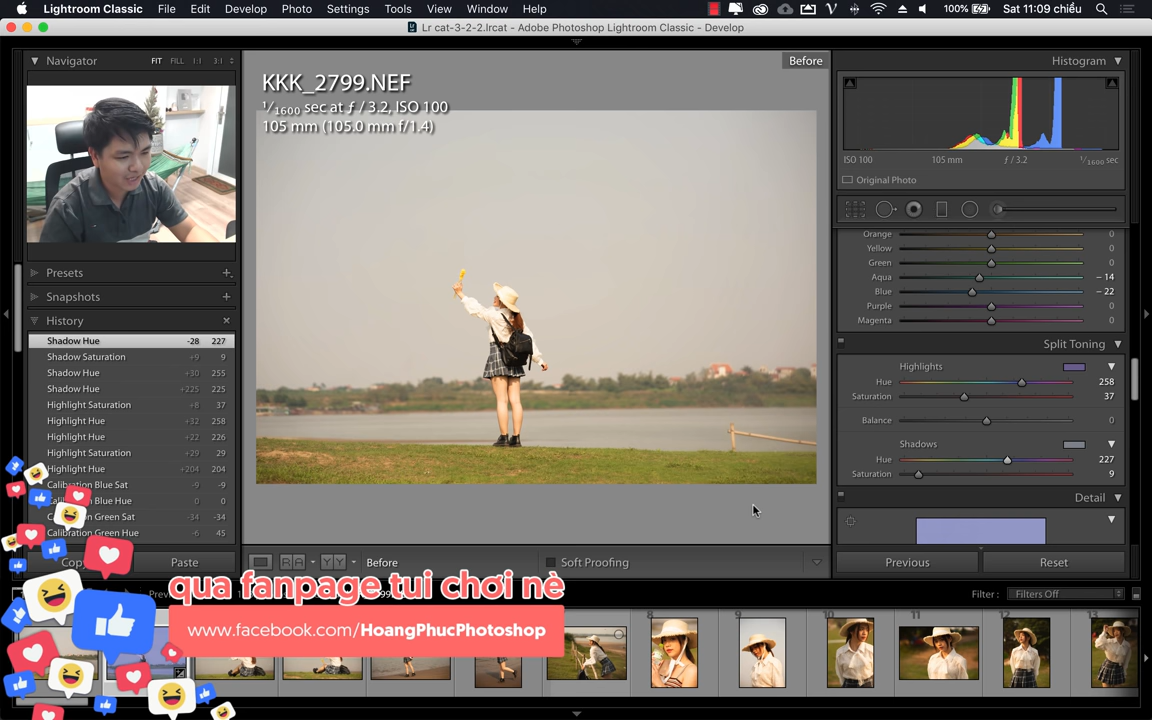 Lightroom Classic File Edit Develop Photo Settings Tools View Window Help 100% Sat 11:09 chiều
Lr cat-3-2-2.lrcat - Adobe Photoshop Lightroom Classic - Develop
Navigator FIT FILL 1:1 3:1
Before
Histogram
KKK_2799.NEF
1/1600 sec at ƒ / 3.2, ISO 100
105 mm (105.0 mm f/1.4)
ISO 100 105 mm ƒ / 3.2 1/1600 sec
Original Photo
Orange 0
Yellow 0
Green 0
Aqua − 14
Blue − 22
Purple 0
Magenta 0
Presets
Snapshots
History
Shadow Hue -28 227
Shadow Saturation +9 9
Shadow Hue +30 255
Shadow Hue +225 225
Highlight Saturation +8 37
Highlight Hue +32 258
Highlight Hue +22 226
Highlight Saturation +29 29
Highlight Hue +204 204
Calibration Blue Sat -9 -9
Calibration Blue Hue 0 0
Calibration Green Sat -34 -34
Calibration Green Hue -6 45
Split Toning
Highlights
Hue 258
Saturation 37
Balance 0
Shadows
Hue 227
Saturation 9
Detail
Paste
Before
Soft Proofing
Previous Reset
qua fanpage tui chơi nè
www.facebook.com/HoangPhucPhotoshop
Filter : Filters Off
8 9 10 11 12 13